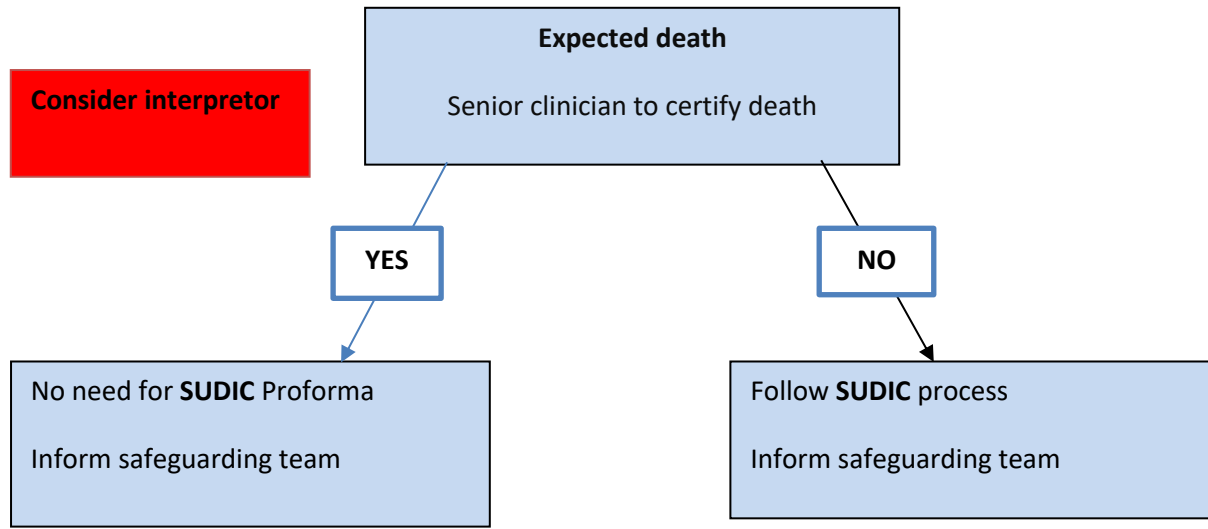 Expected death
Senior clinician to certify death
Consider interpretor
YES
NO
No need for SUDIC Proforma
Inform safeguarding team
Follow SUDIC process
Inform safeguarding team